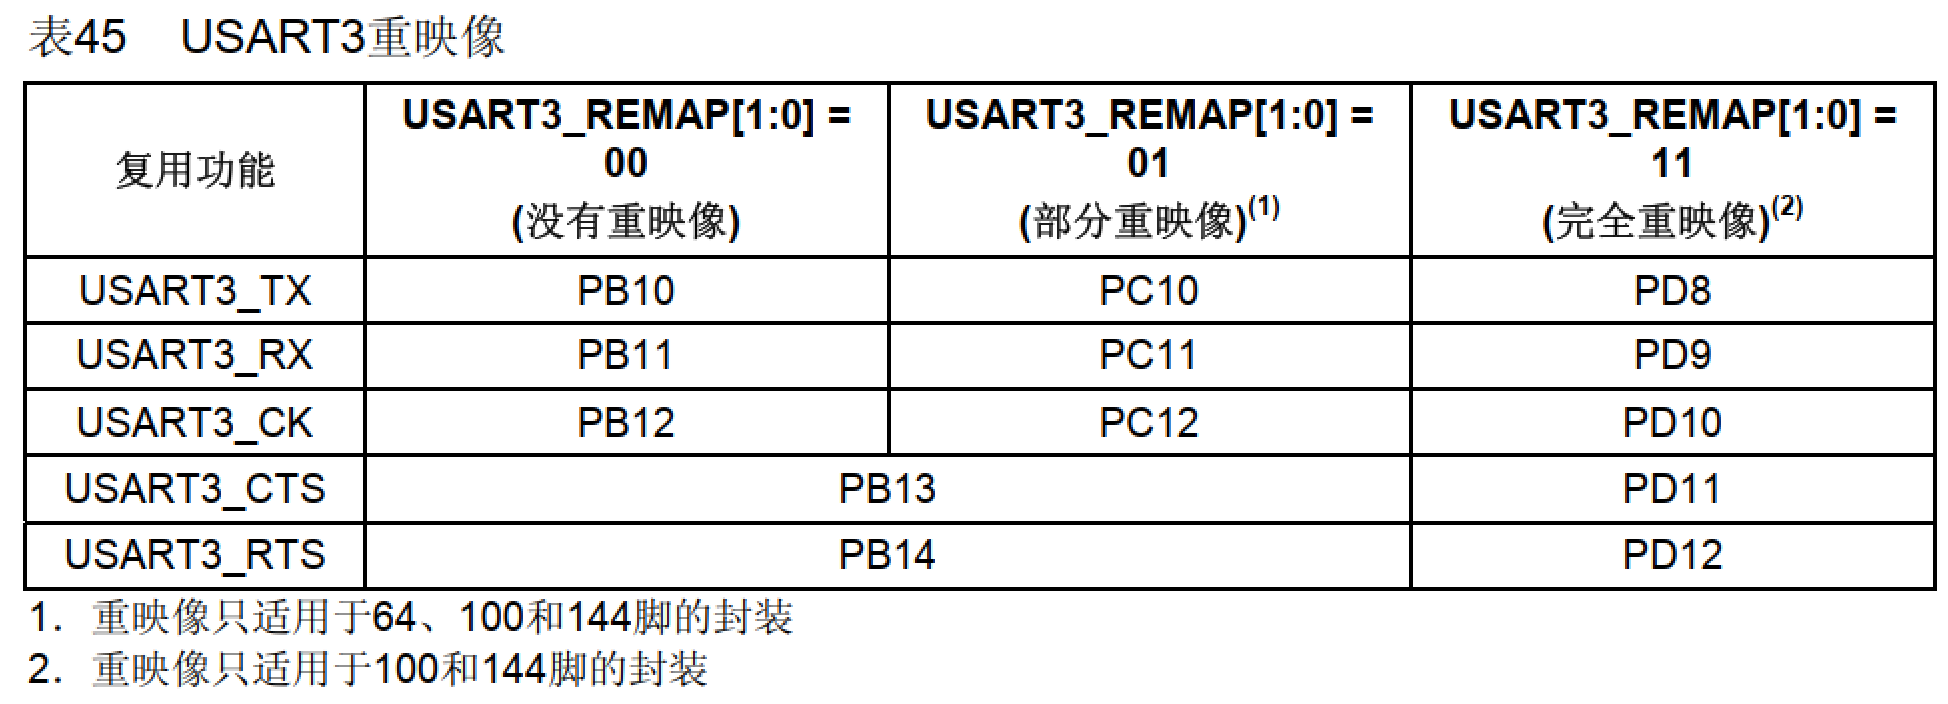 表45 USART3重映像
复用功能 USART3_REMAP[1:0] = 00 (没有重映像) USART3_REMAP[1:0] = 01 (部分重映像)(1) USART3_REMAP[1:0] = 11 (完全重映像)(2)
USART3_TX PB10 PC10 PD8
USART3_RX PB11 PC11 PD9
USART3_CK PB12 PC12 PD10
USART3_CTS PB13 PD11
USART3_RTS PB14 PD12
1. 重映像只适用于64、100和144脚的封装
2. 重映像只适用于100和144脚的封装